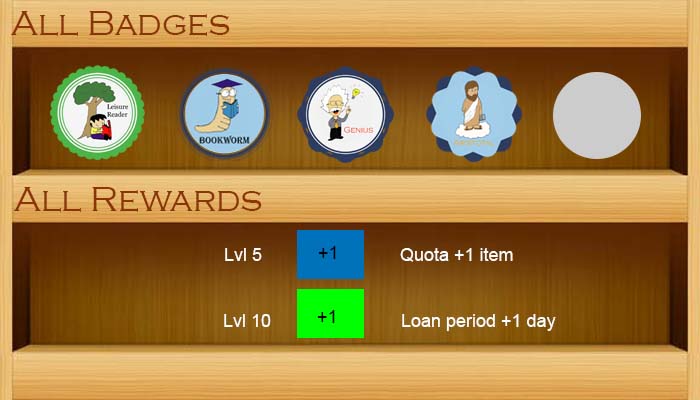 All Badges
Leisure
Reader
BOOKWORM
GENIUS
All Rewards
Lvl 5 +1 Quota +1 item
Lvl 10 +1 Loan period +1 day